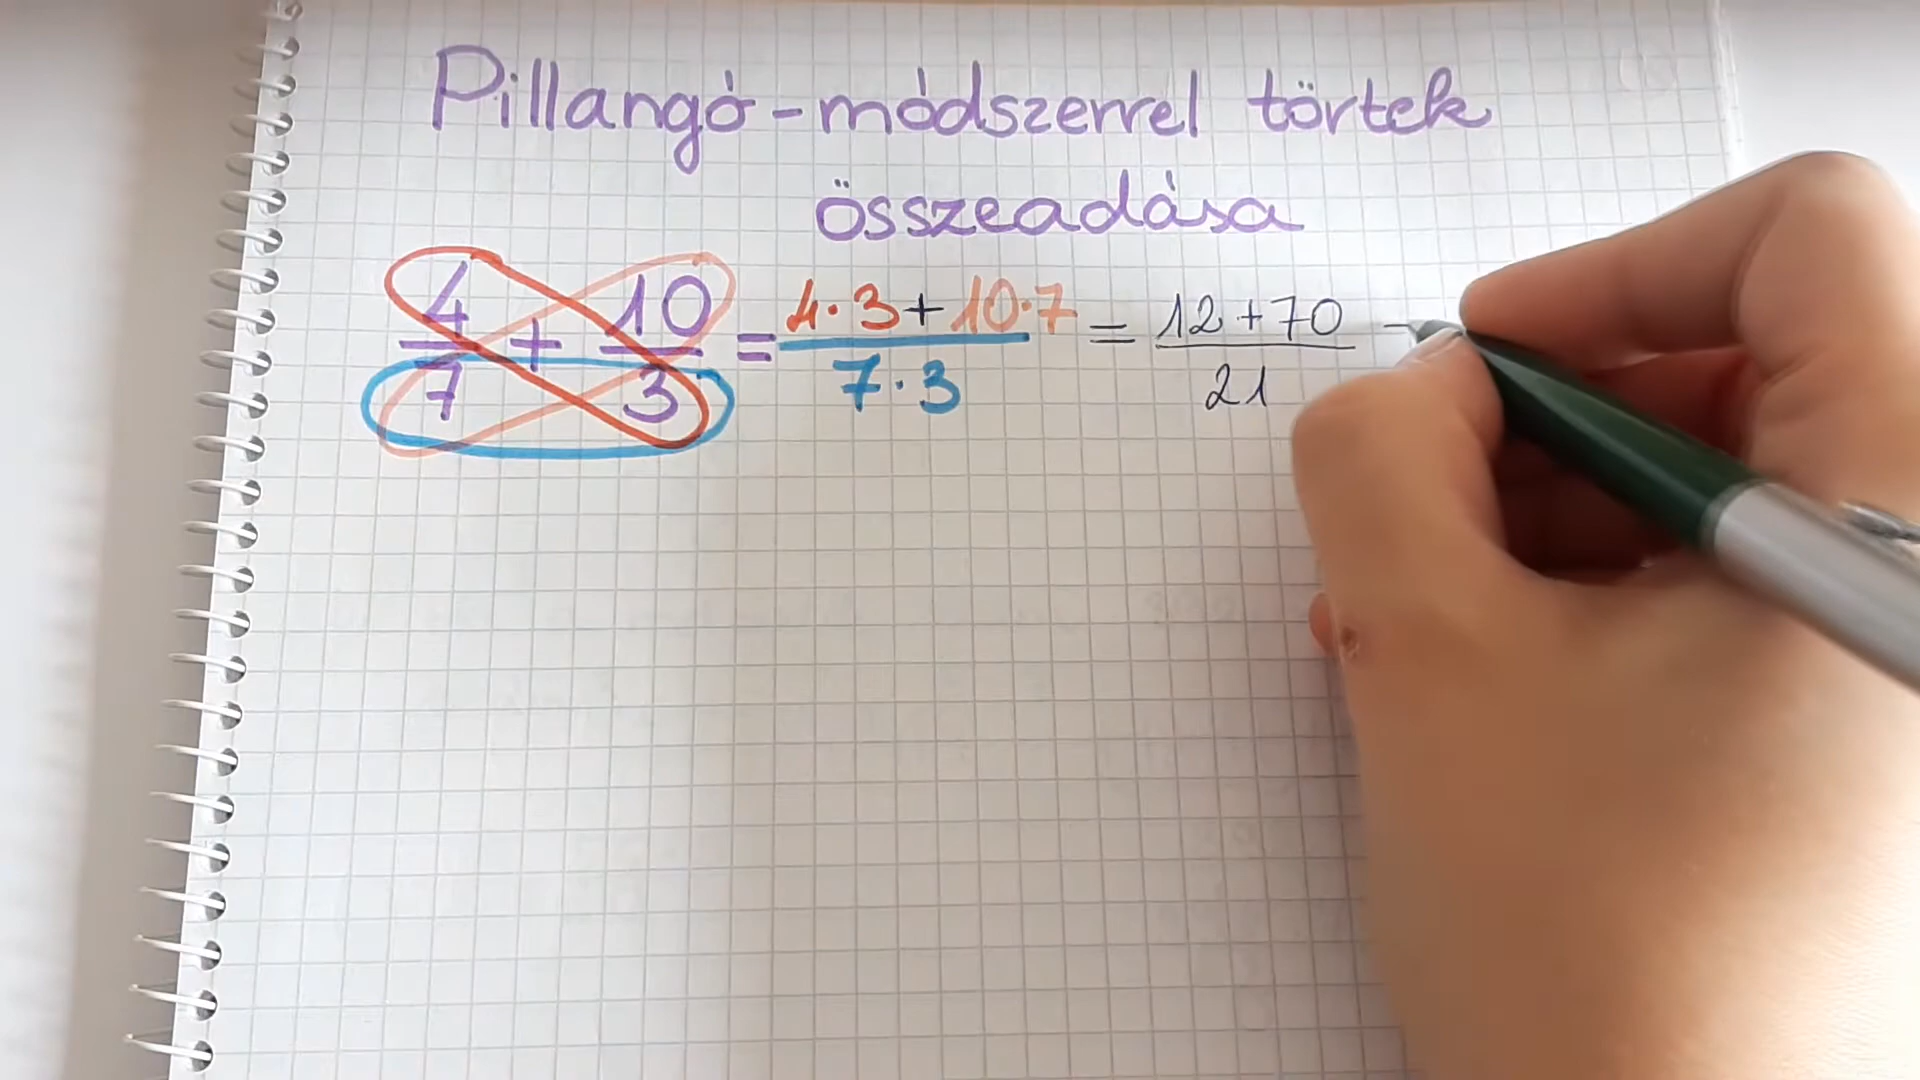 Pillangó-módszerrel törtek
összeadása
4/7 + 10/3 = (4·3+10·7)/(7·3) = (12+70)/21